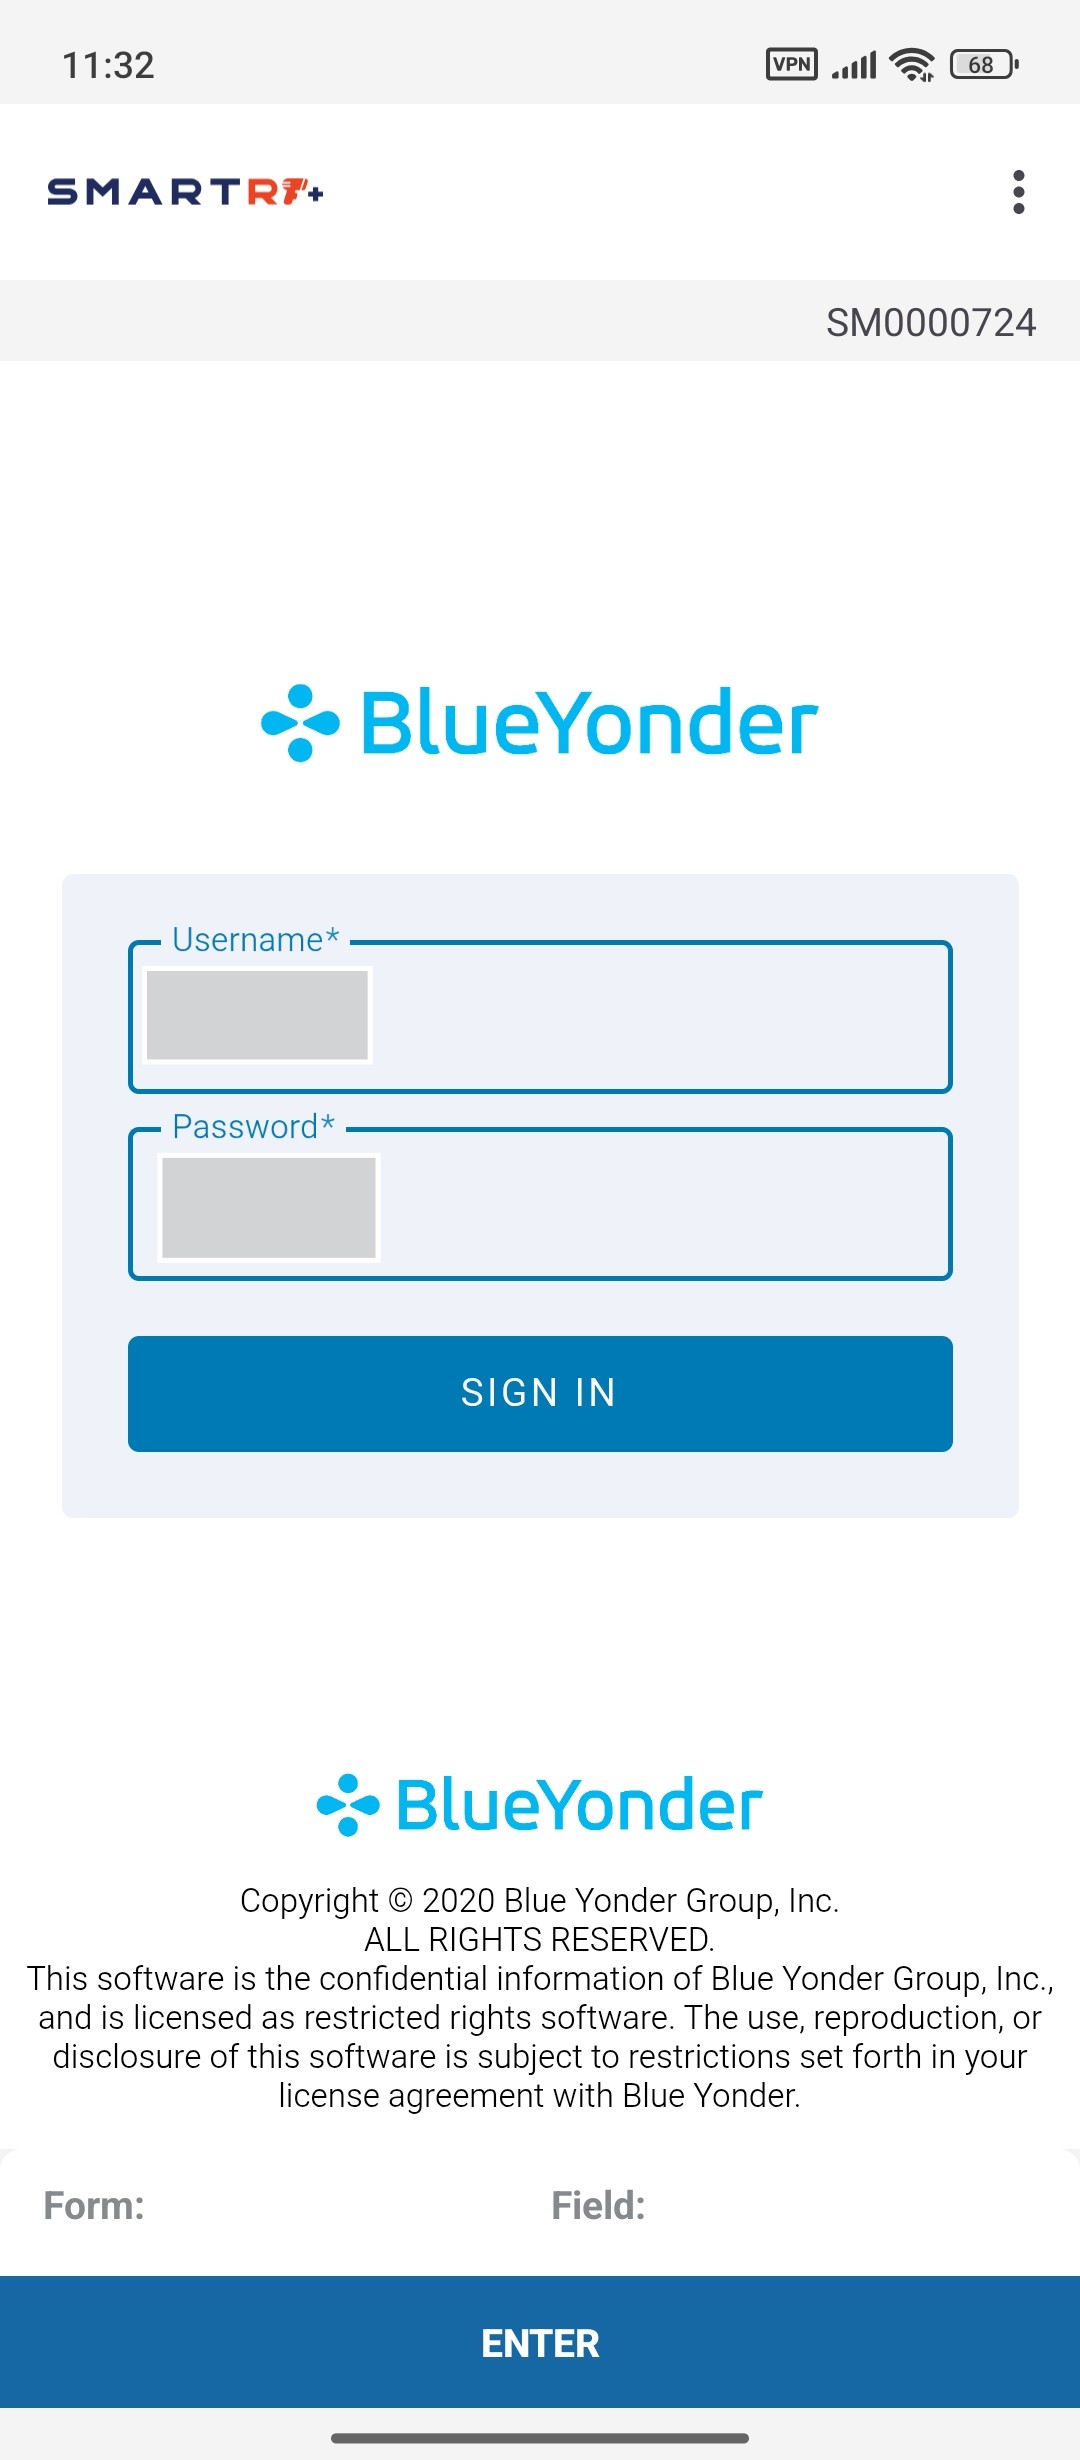 11:32
VPN
68
SMARTRF+
SM0000724
BlueYonder
Username*
Password*
SIGN IN
BlueYonder
Copyright © 2020 Blue Yonder Group, Inc.
ALL RIGHTS RESERVED.
This software is the confidential information of Blue Yonder Group, Inc.,
and is licensed as restricted rights software. The use, reproduction, or
disclosure of this software is subject to restrictions set forth in your
license agreement with Blue Yonder.
Form:
Field:
ENTER